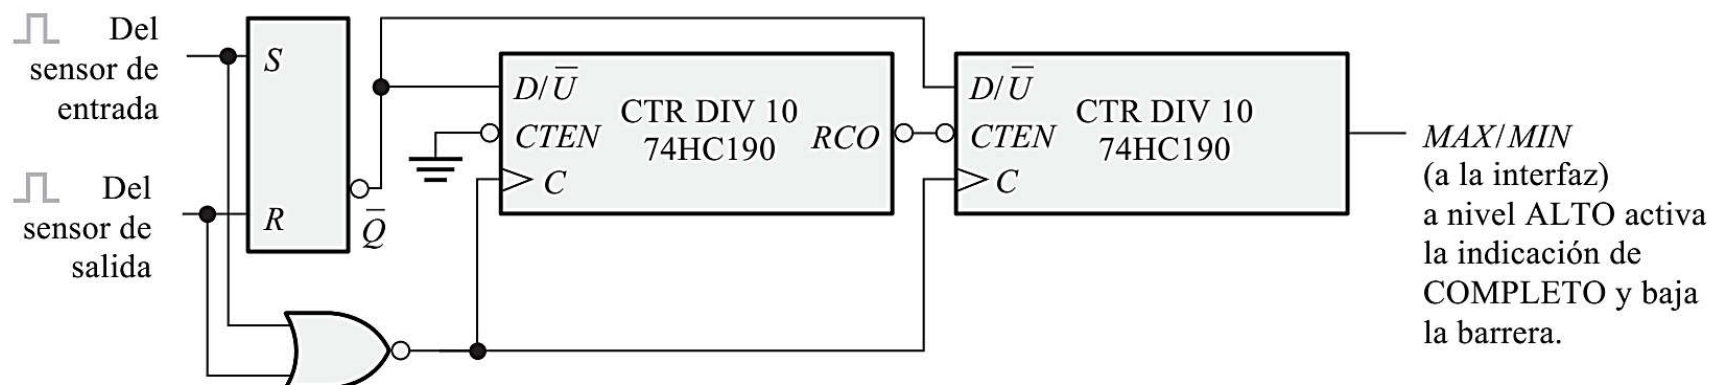 Del
sensor de
entrada
Del
sensor de
salida
S
R
Q̅
D/U̅
CTEN
C
CTR DIV 10
74HC190
RCO
D/U̅
CTEN
C
CTR DIV 10
74HC190
MAX/MIN
(a la interfaz)
a nivel ALTO activa
la indicación de
COMPLETO y baja
la barrera.